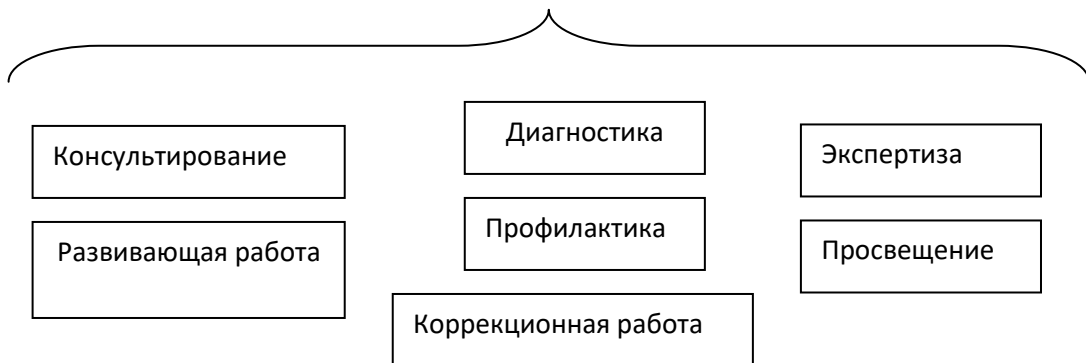 Консультирование
Диагностика
Экспертиза
Развивающая работа
Профилактика
Просвещение
Коррекционная работа